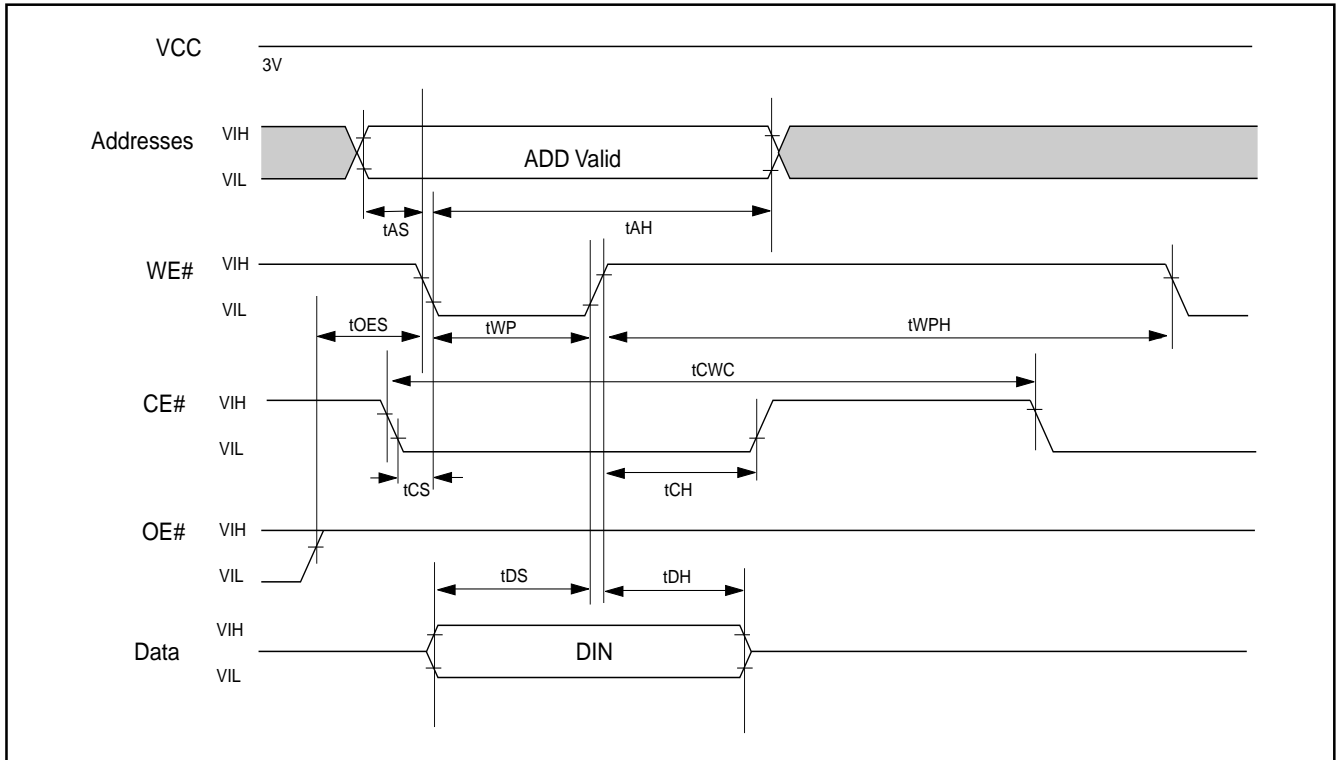 VCC
3V
Addresses
VIH
ADD Valid
VIL
tAS
tAH
WE#
VIH
VIL
tOES
tWP
tWPH
tCWC
CE#
VIH
VIL
tCS
tCH
OE#
VIH
VIL
tDS
tDH
VIH
Data
DIN
VIL